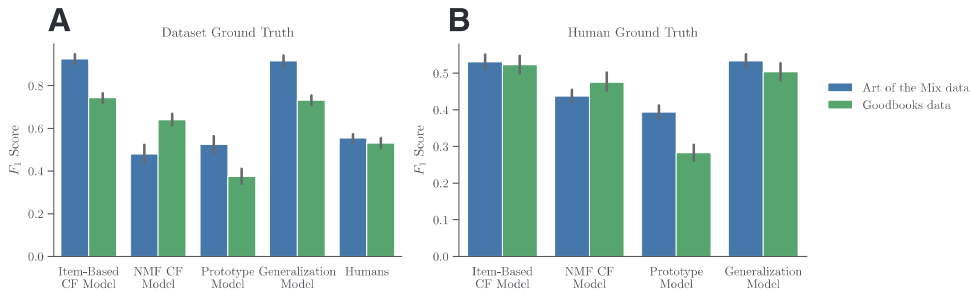 A
Dataset Ground Truth
F1 Score
0.8
0.6
0.4
0.2
0.0
Item-Based
CF Model
NMF CF
Model
Prototype
Model
Generalization
Model
Humans
B
Human Ground Truth
F1 Score
0.5
0.4
0.3
0.2
0.1
0.0
Item-Based
CF Model
NMF CF
Model
Prototype
Model
Generalization
Model
Art of the Mix data
Goodbooks data